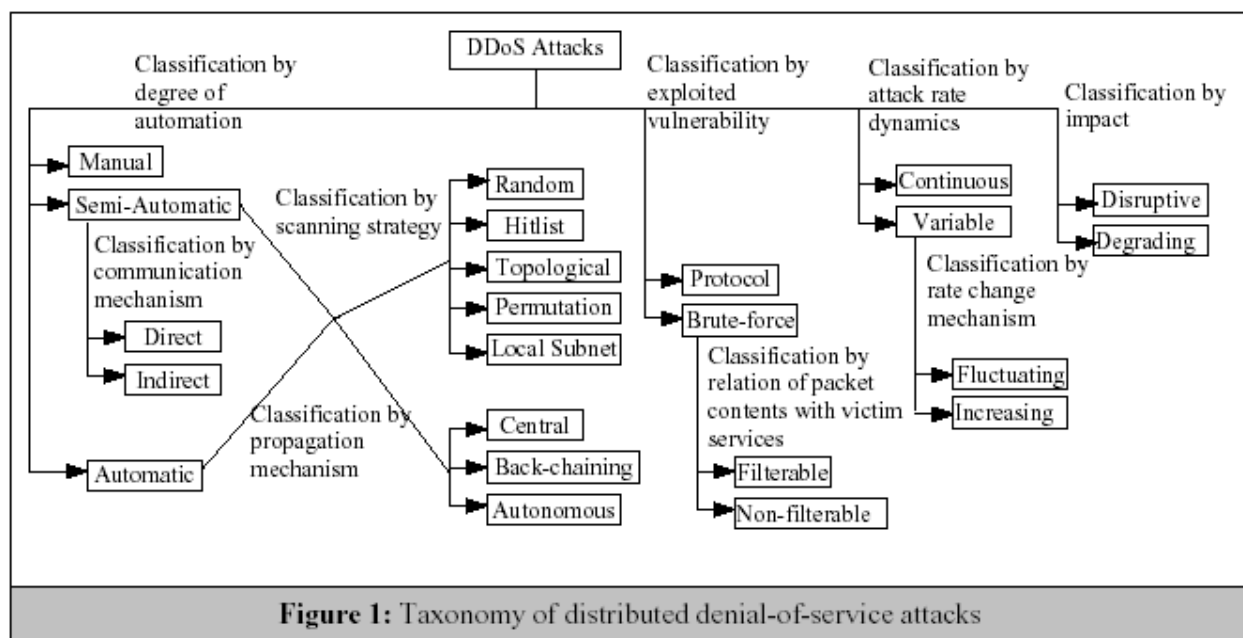 DDoS Attacks
Classification by
degree of
automation
Manual
Semi-Automatic
Classification by
communication
mechanism
Direct
Indirect
Automatic
Classification by
scanning strategy
Random
Hitlist
Topological
Permutation
Local Subnet
Classification by
propagation
mechanism
Central
Back-chaining
Autonomous
Classification by
exploited
vulnerability
Protocol
Brute-force
Classification by
relation of packet
contents with victim
services
Filterable
Non-filterable
Classification by
attack rate
dynamics
Continuous
Variable
Classification by
rate change
mechanism
Fluctuating
Increasing
Classification by
impact
Disruptive
Degrading
Figure 1: Taxonomy of distributed denial-of-service attacks